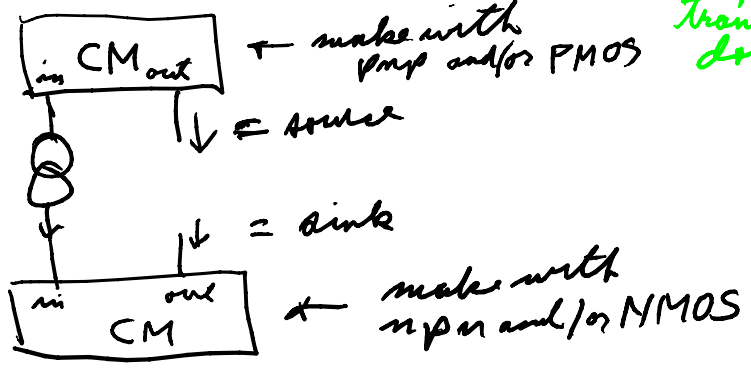 make with
pnp and/or PMOS
in CM out
= source
= sink
in out
CM
make with
npn and/or NMOS